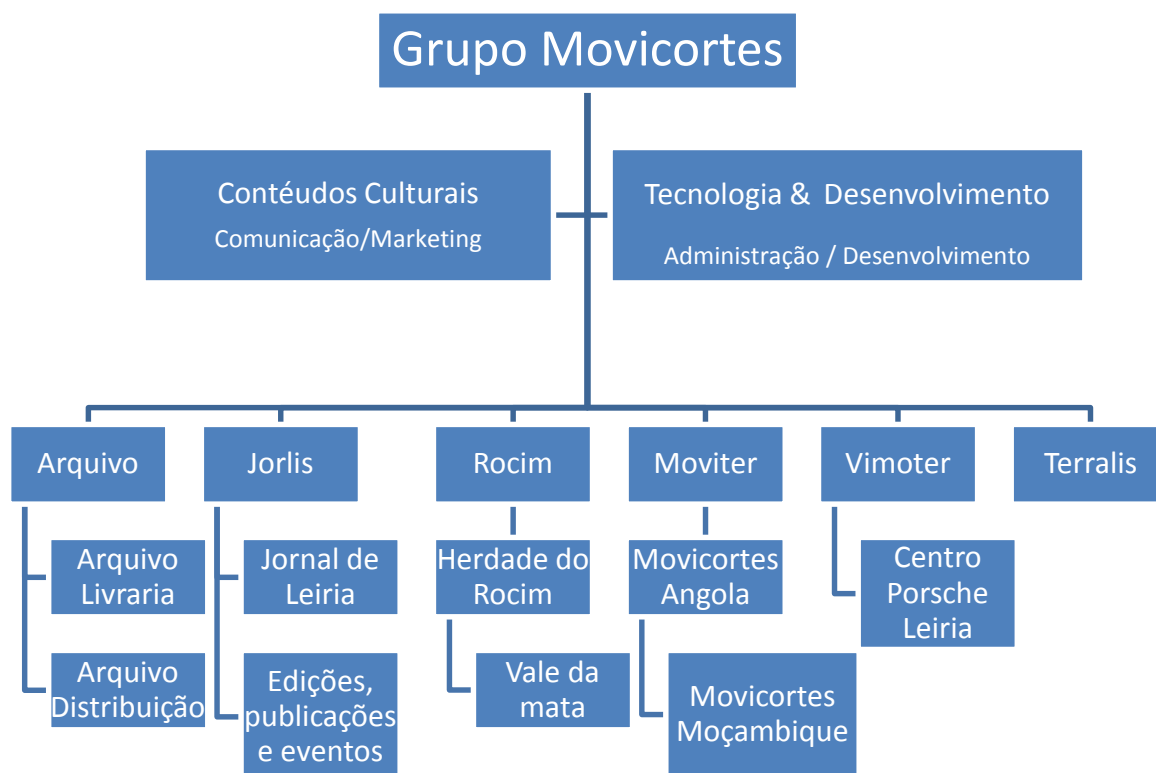 Grupo Movicortes
Contéudos Culturais
Comunicação/Marketing
Tecnologia & Desenvolvimento
Administração / Desenvolvimento
Arquivo
Jorlis
Rocim
Moviter
Vimoter
Terralis
Arquivo
Livraria
Jornal de
Leiria
Herdade do
Rocim
Movicortes
Angola
Centro
Porsche
Leiria
Arquivo
Distribuição
Edições,
publicações
e eventos
Vale da
mata
Movicortes
Moçambique